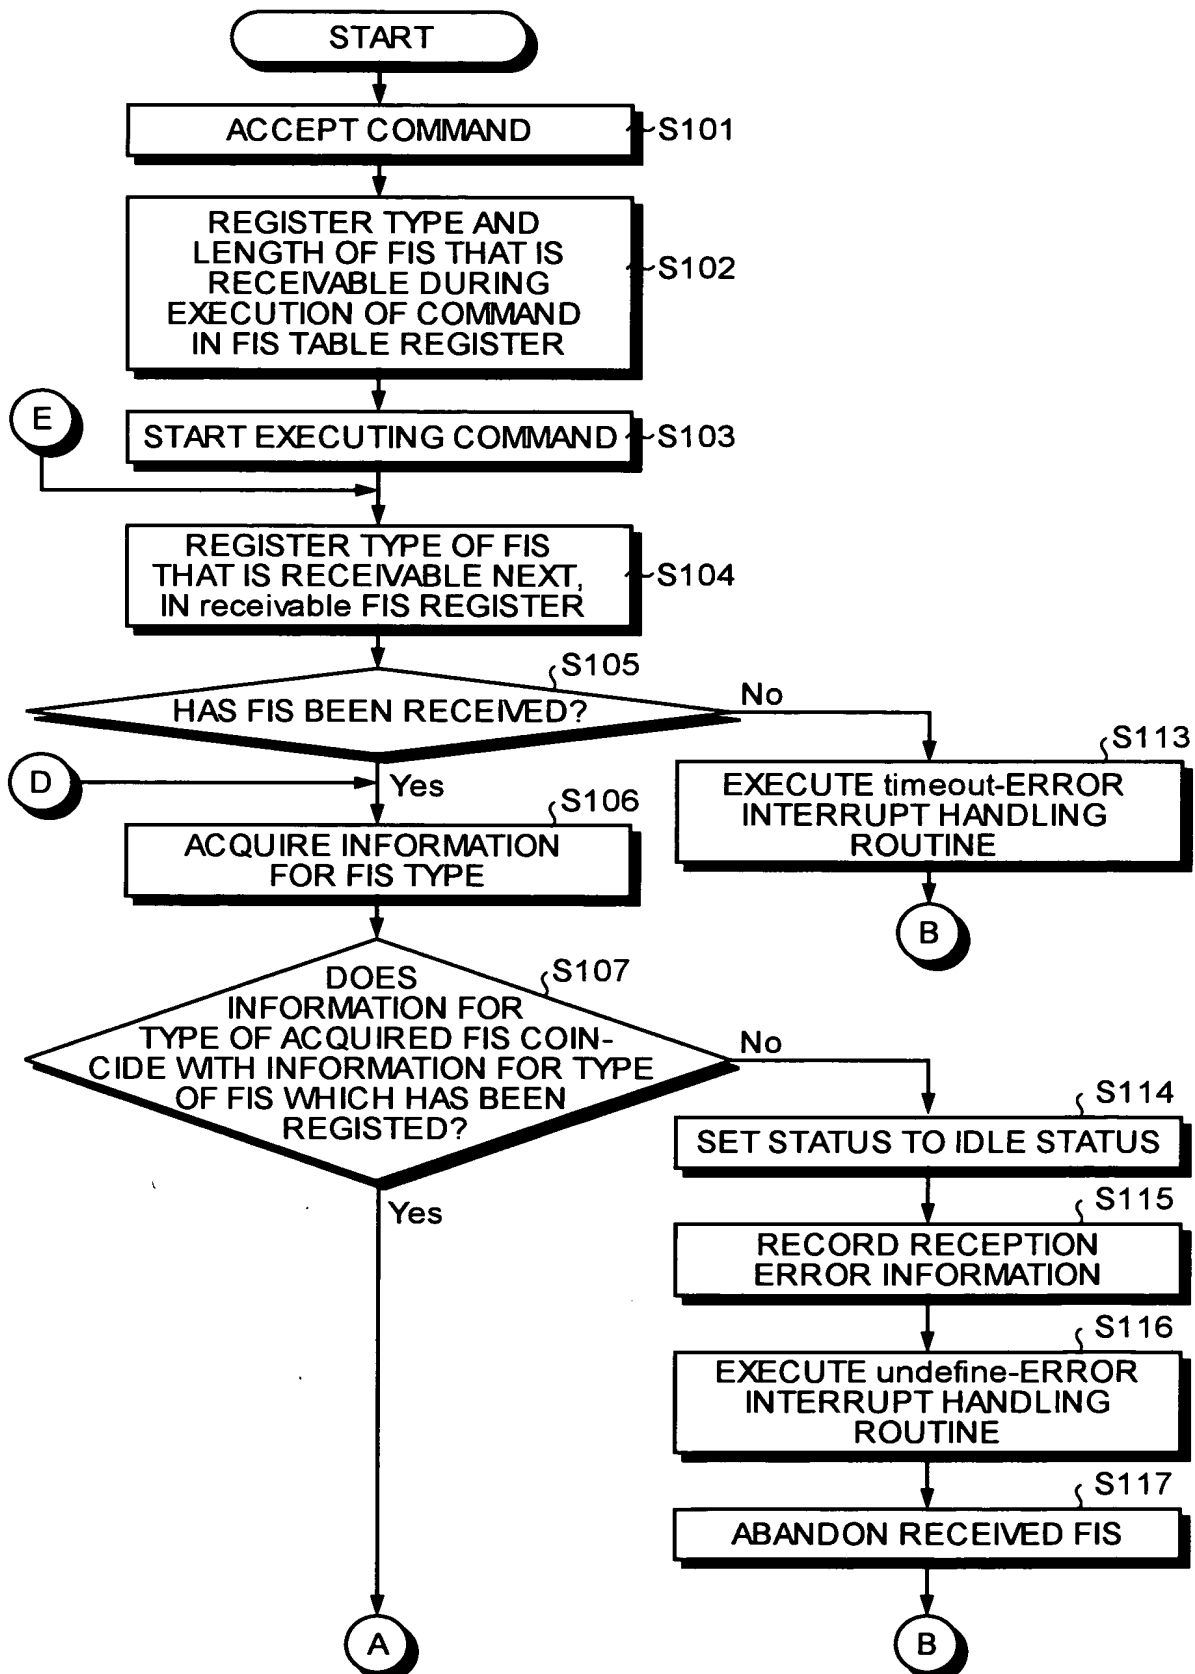 START
ACCEPT COMMAND
S101
REGISTER TYPE AND
LENGTH OF FIS THAT IS
RECEIVABLE DURING
EXECUTION OF COMMAND
IN FIS TABLE REGISTER
S102
E
START EXECUTING COMMAND
S103
REGISTER TYPE OF FIS
THAT IS RECEIVABLE NEXT,
IN receivable FIS REGISTER
S104
S105
HAS FIS BEEN RECEIVED?
No
S113
EXECUTE timeout-ERROR
INTERRUPT HANDLING
ROUTINE
B
D
Yes
S106
ACQUIRE INFORMATION
FOR FIS TYPE
S107
DOES
INFORMATION FOR
TYPE OF ACQUIRED FIS COIN-
CIDE WITH INFORMATION FOR TYPE
OF FIS WHICH HAS BEEN
REGISTED?
No
S114
SET STATUS TO IDLE STATUS
S115
RECORD RECEPTION
ERROR INFORMATION
S116
EXECUTE undefine-ERROR
INTERRUPT HANDLING
ROUTINE
S117
ABANDON RECEIVED FIS
B
Yes
A